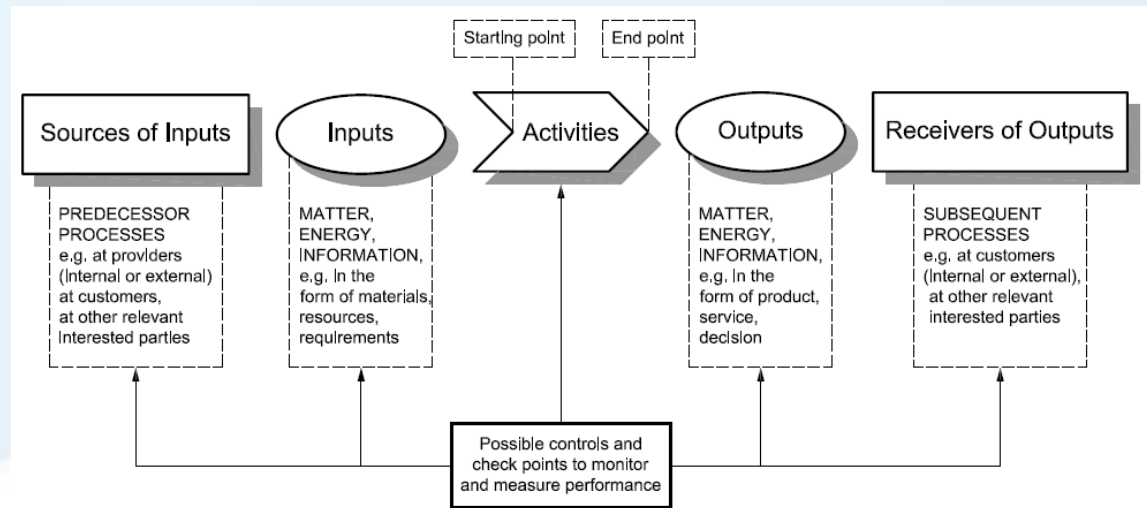 Starting point
End point
Sources of Inputs
Inputs
Activities
Outputs
Receivers of Outputs
PREDECESSOR
PROCESSES
e.g. at providers
(internal or external)
at customers,
at other relevant
interested parties
MATTER,
ENERGY,
INFORMATION,
e.g. in the
form of materials,
resources,
requirements
MATTER,
ENERGY,
INFORMATION,
e.g. in the
form of product,
service,
decision
SUBSEQUENT
PROCESSES
e.g. at customers
(internal or external),
at other relevant
interested parties
Possible controls and
check points to monitor
and measure performance